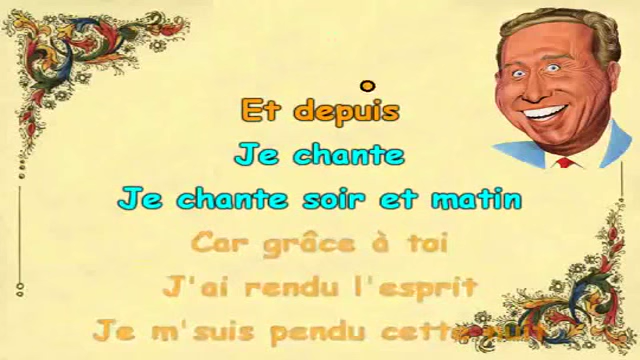 Et depuis
Je chante
Je chante soir et matin
Car grâce à toi
J'ai rendu l'esprit
Je m'suis pendu cette nuit